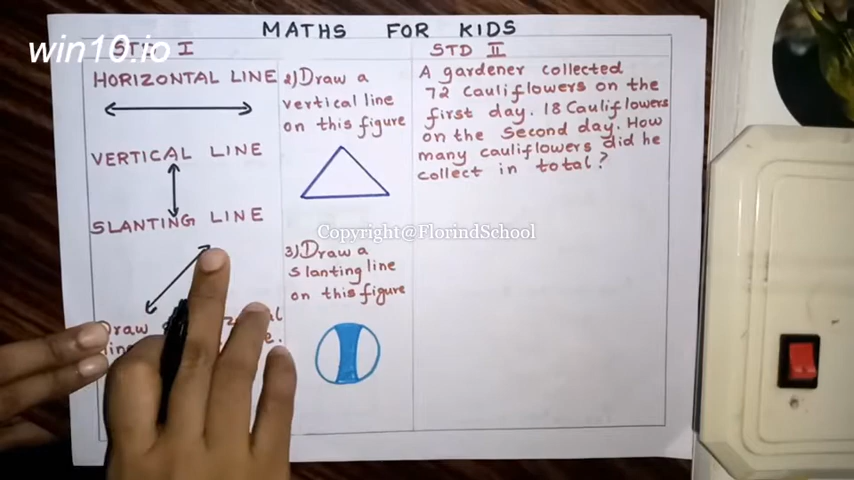 MATHS FOR KIDS
win10.io
STD I
HORIZONTAL LINE
VERTICAL LINE
SLANTING LINE
Draw
2) Draw a
vertical line
on this figure
3) Draw a
slanting line
on this figure
STD II
A gardener collected
72 cauliflowers on the
first day. 18 Cauliflowers
on the second day. How
many cauliflowers did he
collect in total?
Copyright@FlorindSchool